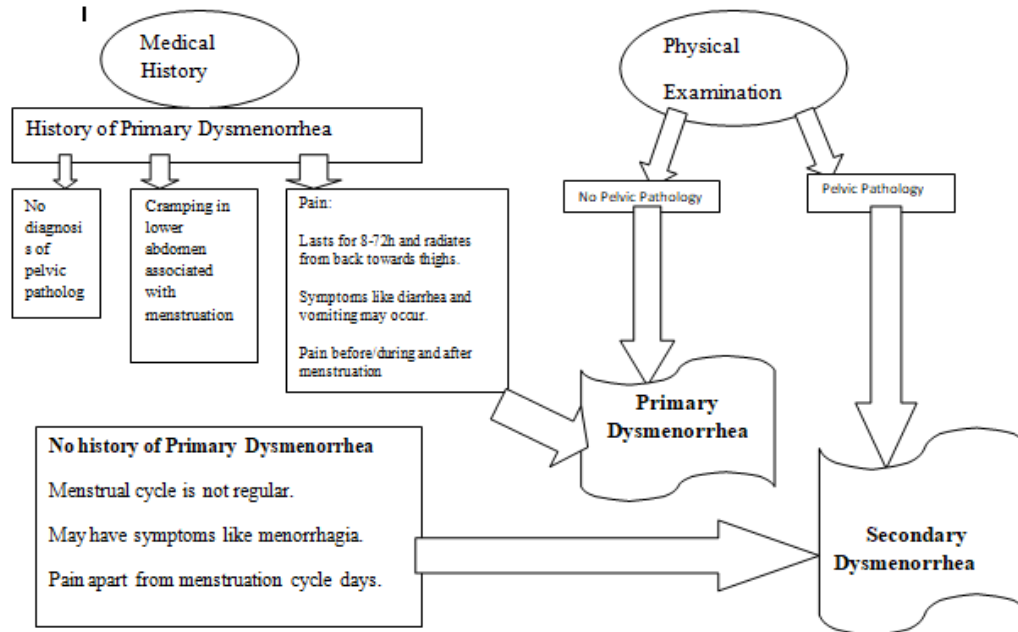 I
Medical
History
History of Primary Dysmenorrhea
No
diagnosi
s of
pelvic
patholog
Cramping in
lower
abdomen
associated
with
menstruation
Pain:
Lasts for 8-72h and radiates
from back towards thighs.
Symptoms like diarrhea and
vomiting may occur.
Pain before/during and after
menstruation
No history of Primary Dysmenorrhea
Menstrual cycle is not regular.
May have symptoms like menorrhagia.
Pain apart from menstruation cycle days.
Physical
Examination
No Pelvic Pathology
Pelvic Pathology
Primary
Dysmenorrhea
Secondary
Dysmenorrhea